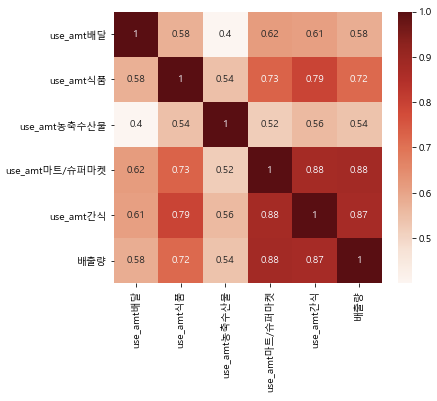 use_amt배달 1 0.58 0.4 0.62 0.61 0.58
use_amt식품 0.58 1 0.54 0.73 0.79 0.72
use_amt농축수산물 0.4 0.54 1 0.52 0.56 0.54
use_amt마트/슈퍼마켓 0.62 0.73 0.52 1 0.88 0.88
use_amt간식 0.61 0.79 0.56 0.88 1 0.87
배출량 0.58 0.72 0.54 0.88 0.87 1
use_amt배달
use_amt식품
use_amt농축수산물
use_amt마트/슈퍼마켓
use_amt간식
배출량
1.0
0.9
0.8
0.7
0.6
0.5